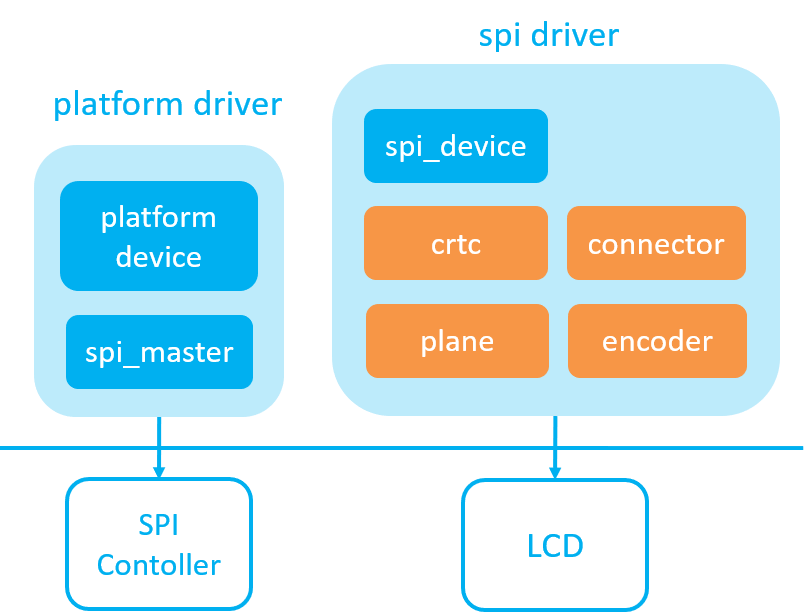 spi driver
platform driver
spi_device
platform
device
crtc
connector
spi_master
plane
encoder
SPI
Contoller
LCD